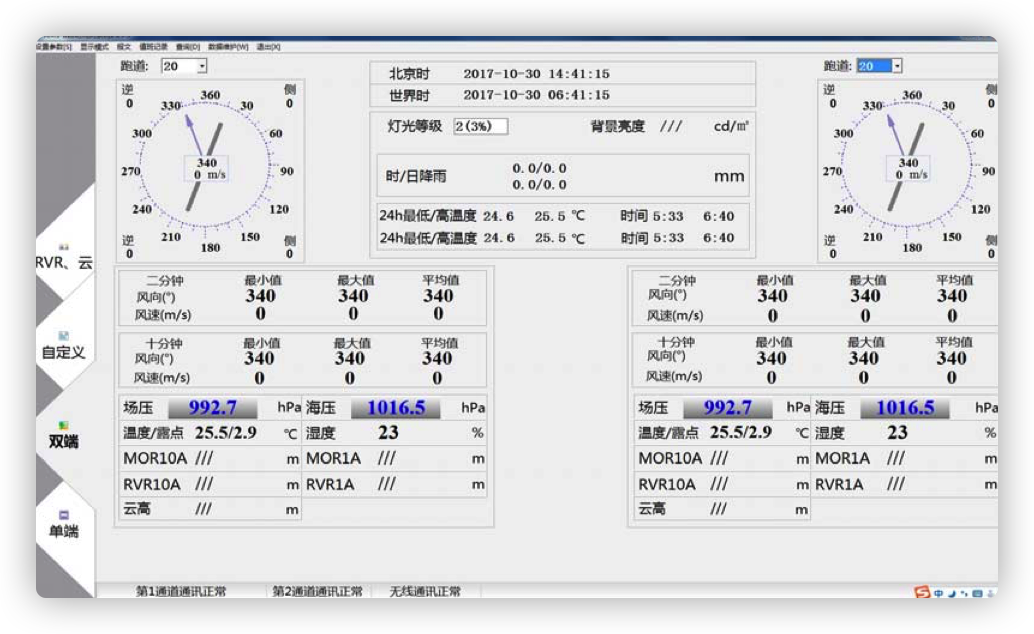 设置参数[S] 显示模式 报文 值班记录 查询[O] 数据维护[W] 退出[X]
跑道: 20
北京时 2017-10-30 14:41:15
世界时 2017-10-30 06:41:15
灯光等级 2(3%) 背景亮度 /// cd/㎡
时/日降雨 0.0/0.0 mm
0.0/0.0
24h最低/高温度 24.6 25.5 ℃ 时间 5:33 6:40
24h最低/高温度 24.6 25.5 ℃ 时间 5:33 6:40
跑道: 20
逆 侧
0 0
360
330 30
300 60
270 90
240 120
210 150
180
340
0 m/s
逆 侧
0 0
逆 侧
0 0
360
330 30
300 60
270 90
240 120
210 150
180
340
0 m/s
逆 侧
0 0
RVR、云
自定义
双端
单端
二分钟 最小值 最大值 平均值
风向(°) 340 340 340
风速(m/s) 0 0 0
十分钟 最小值 最大值 平均值
风向(°) 340 340 340
风速(m/s) 0 0 0
场压 992.7 hPa 海压 1016.5 hPa
温度/露点 25.5/2.9 ℃ 湿度 23 %
MOR10A /// m MOR1A /// m
RVR10A /// m RVR1A /// m
云高 /// m
二分钟 最小值 最大值 平均值
风向(°) 340 340 340
风速(m/s) 0 0 0
十分钟 最小值 最大值 平均值
风向(°) 340 340 340
风速(m/s) 0 0 0
场压 992.7 hPa 海压 1016.5 hPa
温度/露点 25.5/2.9 ℃ 湿度 23 %
MOR10A /// m MOR1A /// m
RVR10A /// m RVR1A /// m
云高 /// m
第1通道通讯正常 第2通道通讯正常 无线通讯正常
S 中